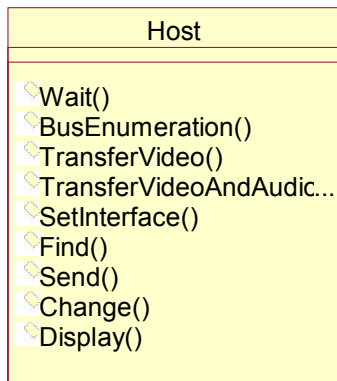 Host
Wait()
BusEnumeration()
TransferVideo()
TransferVideoAndAudic...
SetInterface()
Find()
Send()
Change()
Display()